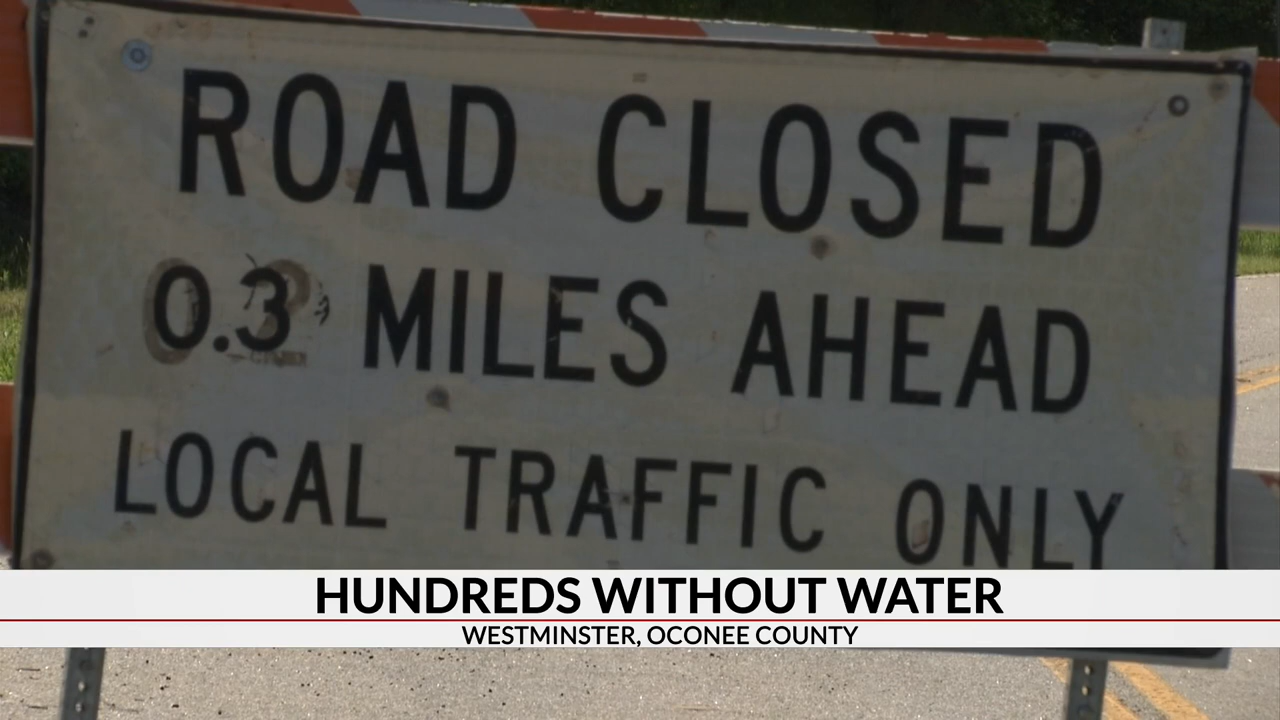 ROAD CLOSED
0.3 MILES AHEAD
LOCAL TRAFFIC ONLY
HUNDREDS WITHOUT WATER
WESTMINSTER, OCONEE COUNTY